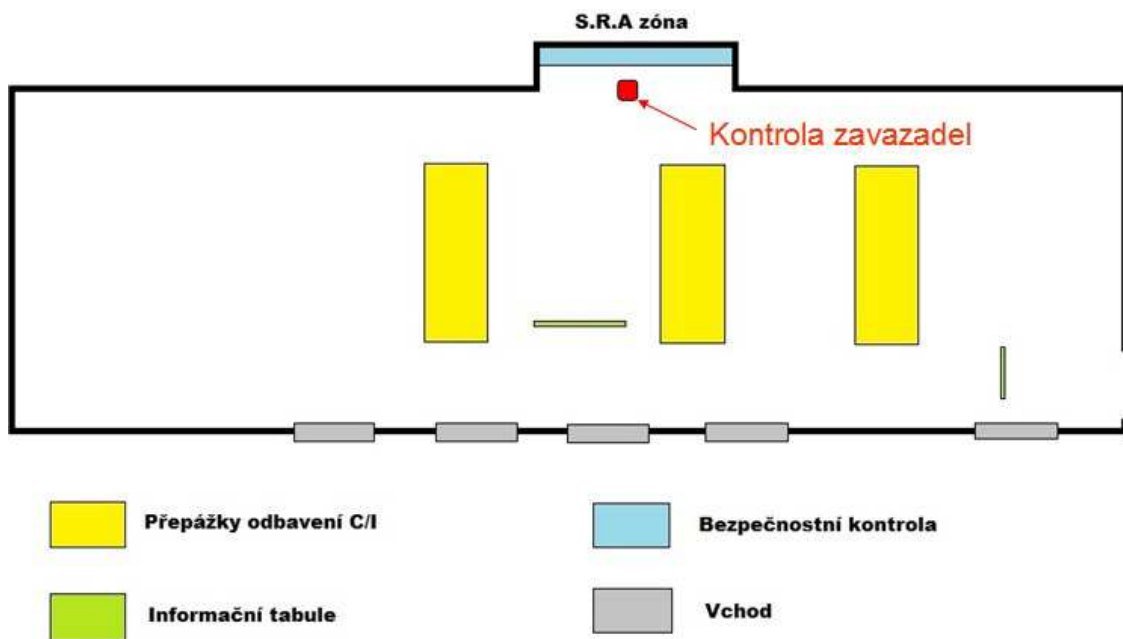 S.R.A zóna
Kontrola zavazadel
Přepážky odbavení C/I
Bezpečnostní kontrola
Informační tabule
Vchod